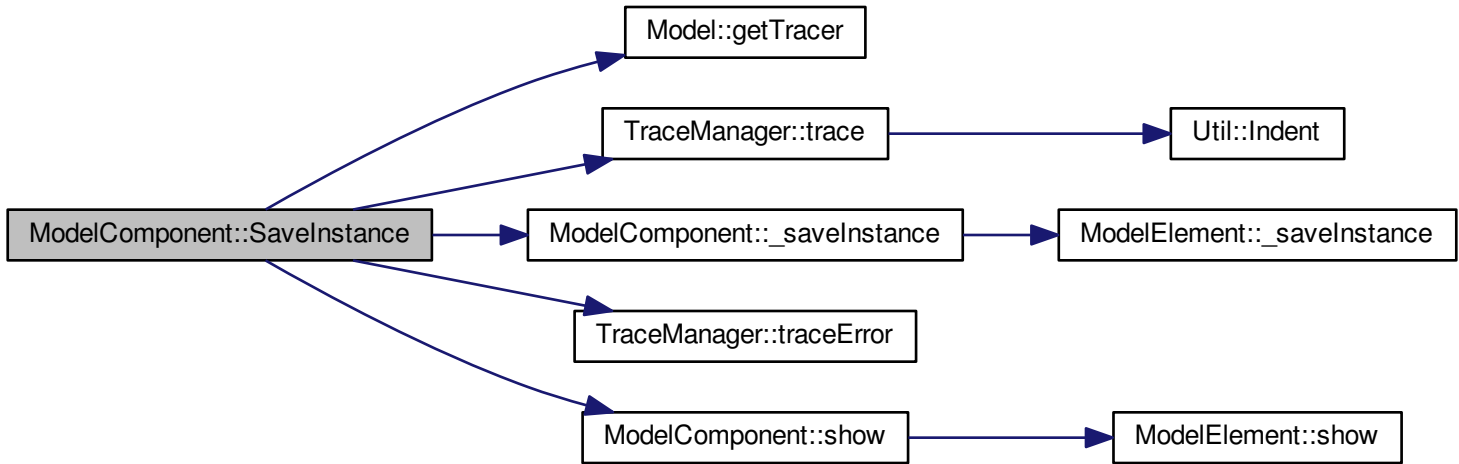 Model::getTracer
TraceManager::trace
Util::Indent
ModelComponent::SaveInstance
ModelComponent::_saveInstance
ModelElement::_saveInstance
TraceManager::traceError
ModelComponent::show
ModelElement::show